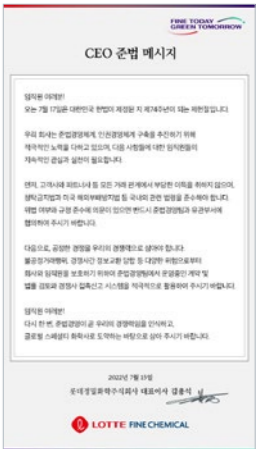 FINE TODAY
GREEN TOMORROW
CEO 준법 메시지
임직원 여러분!
오는 7월 17일은 대한민국 헌법이 제정된 지 제74주년이 되는 제헌절입니다.
우리 회사는 준법경영체계, 인권경영체계 구축을 추진하기 위해
적극적인 노력을 다하고 있으며, 다음 사항들에 대한 임직원들의
지속적인 관심과 실천이 필요합니다.
먼저, 고객사와 파트너사 등 모든 거래 관계에서 부당한 이득을 취하지 않으며,
청탁금지법과 미국 해외부패방지법 등 국내외 관련 법령을 준수해야 합니다.
위법 여부와 규정 준수에 의문이 있으면 반드시 준법경영팀과 유관부서에
협의하여 주시기 바랍니다.
다음으로, 공정한 경쟁을 우리의 경쟁력으로 삼아야 합니다.
불공정거래행위, 경쟁사간 정보교환 담합 등 다양한 위험으로부터
회사와 임직원을 보호하기 위하여 준법경영팀에서 운영중인 계약 및
법률 검토와 경쟁사 접촉신고 시스템을 적극적으로 활용하여 주시기 바랍니다.
임직원 여러분!
다시 한 번, 준법경영이 곧 우리의 경쟁력임을 인식하고,
글로벌 스페셜티 화학사로 도약하는 바탕으로 삼아 주시기 바랍니다.
2022년 7월 15일
롯데정밀화학주식회사 대표이사 김용석
LOTTE FINE CHEMICAL